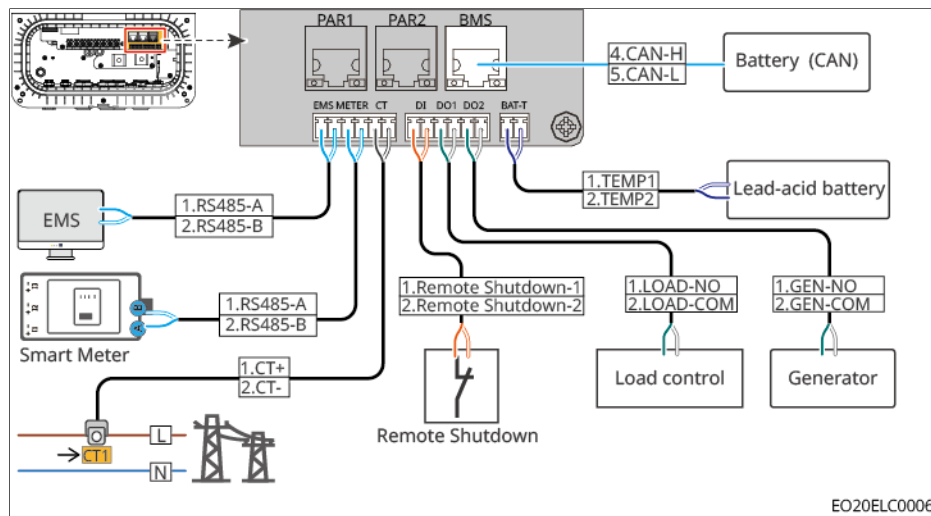 PAR1 PAR2 BMS
4.CAN-H
5.CAN-L
Battery (CAN)
EMS METER CT DI DO1 DO2 BAT-T
1.TEMP1
2.TEMP2
Lead-acid battery
EMS
1.RS485-A
2.RS485-B
1.RS485-A
2.RS485-B
B
A
Smart Meter
1.Remote Shutdown-1
2.Remote Shutdown-2
1.LOAD-NO
2.LOAD-COM
1.GEN-NO
2.GEN-COM
1.CT+
2.CT-
Load control
Generator
Remote Shutdown
L
CT1
N
EO20ELC0006